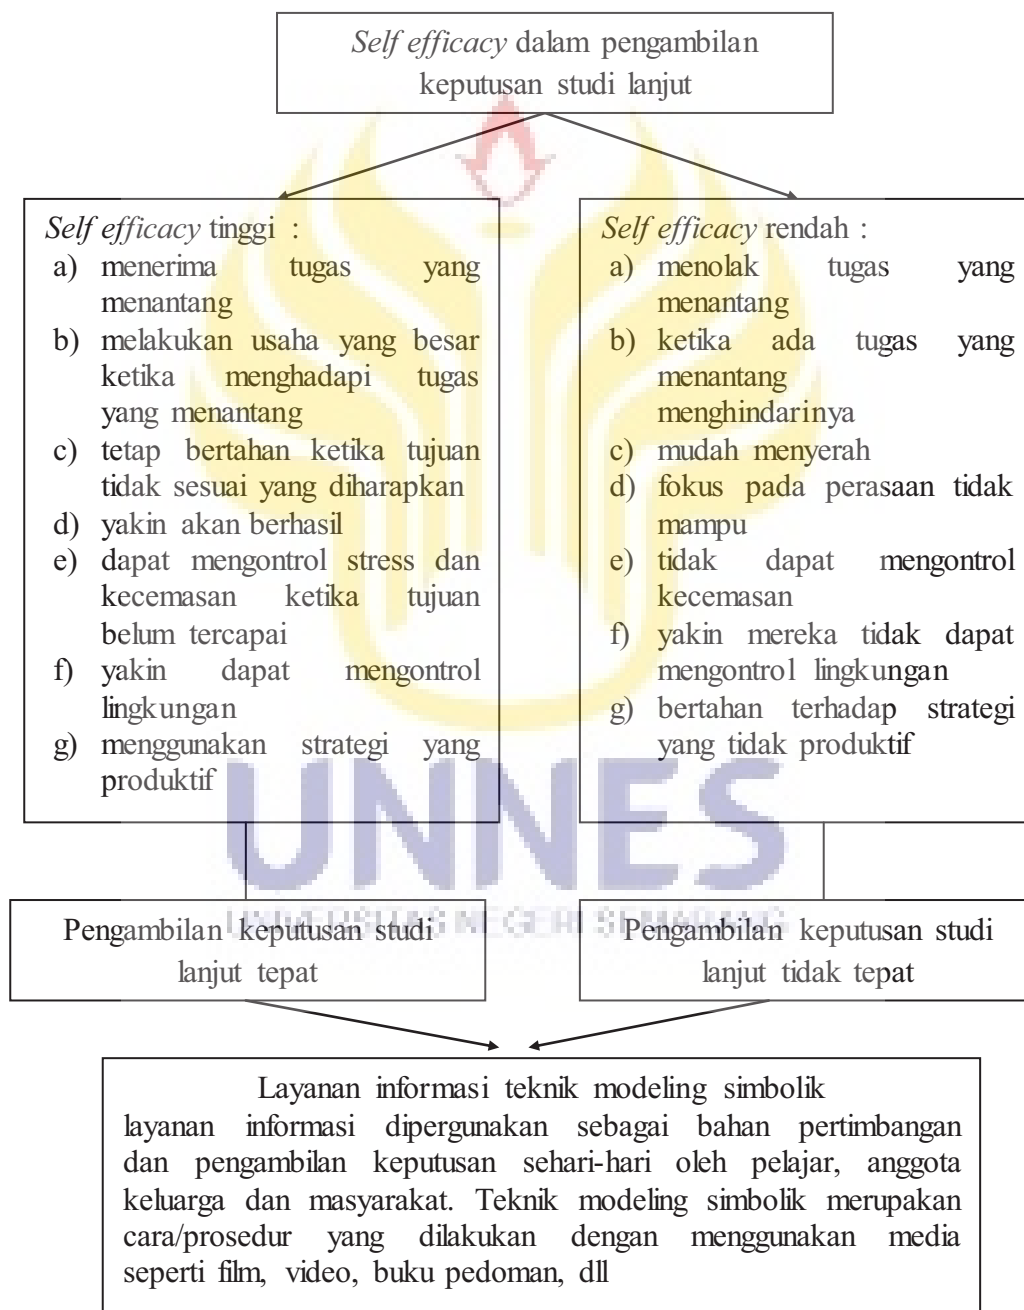 Self efficacy dalam pengambilan
keputusan studi lanjut
Self efficacy tinggi :
a) menerima tugas yang
menantang
b) melakukan usaha yang besar
ketika menghadapi tugas
yang menantang
c) tetap bertahan ketika tujuan
tidak sesuai yang diharapkan
d) yakin akan berhasil
e) dapat mengontrol stress dan
kecemasan ketika tujuan
belum tercapai
f) yakin dapat mengontrol
lingkungan
g) menggunakan strategi yang
produktif
Self efficacy rendah :
a) menolak tugas yang
menantang
b) ketika ada tugas yang
menantang
menghindarinya
c) mudah menyerah
d) fokus pada perasaan tidak
mampu
e) tidak dapat mengontrol
kecemasan
f) yakin mereka tidak dapat
mengontrol lingkungan
g) bertahan terhadap strategi
yang tidak produktif
UNNES
UNIVERSITAS NEGERI SEMARANG
Pengambilan keputusan studi
lanjut tepat
Pengambilan keputusan studi
lanjut tidak tepat
Layanan informasi teknik modeling simbolik
layanan informasi dipergunakan sebagai bahan pertimbangan
dan pengambilan keputusan sehari-hari oleh pelajar, anggota
keluarga dan masyarakat. Teknik modeling simbolik merupakan
cara/prosedur yang dilakukan dengan menggunakan media
seperti film, video, buku pedoman, dll